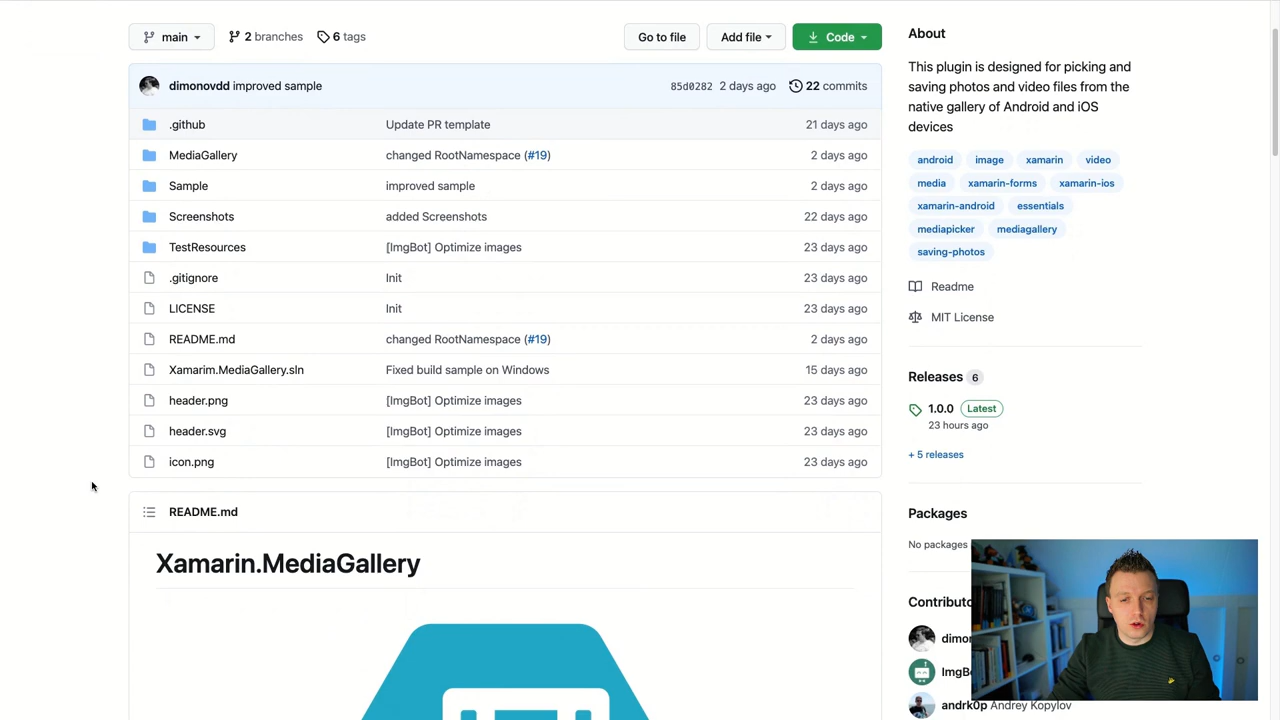 main
2 branches
6 tags
Go to file
Add file
Code
dimonovdd improved sample
85d0282 2 days ago
22 commits
.github
Update PR template
21 days ago
MediaGallery
changed RootNamespace (#19)
2 days ago
Sample
improved sample
2 days ago
Screenshots
added Screenshots
22 days ago
TestResources
[ImgBot] Optimize images
23 days ago
.gitignore
Init
23 days ago
LICENSE
Init
23 days ago
README.md
changed RootNamespace (#19)
2 days ago
Xamarim.MediaGallery.sln
Fixed build sample on Windows
15 days ago
header.png
[ImgBot] Optimize images
23 days ago
header.svg
[ImgBot] Optimize images
23 days ago
icon.png
[ImgBot] Optimize images
23 days ago
README.md
Xamarin.MediaGallery
About
This plugin is designed for picking and
saving photos and video files from the
native gallery of Android and iOS
devices
android image xamarin video
media xamarin-forms xamarin-ios
xamarin-android essentials
mediapicker mediagallery
saving-photos
Readme
MIT License
Releases 6
1.0.0 Latest
23 hours ago
+ 5 releases
Packages
No packages
Contributo
dimo
ImgB
andrk0p Andrey Kopylov